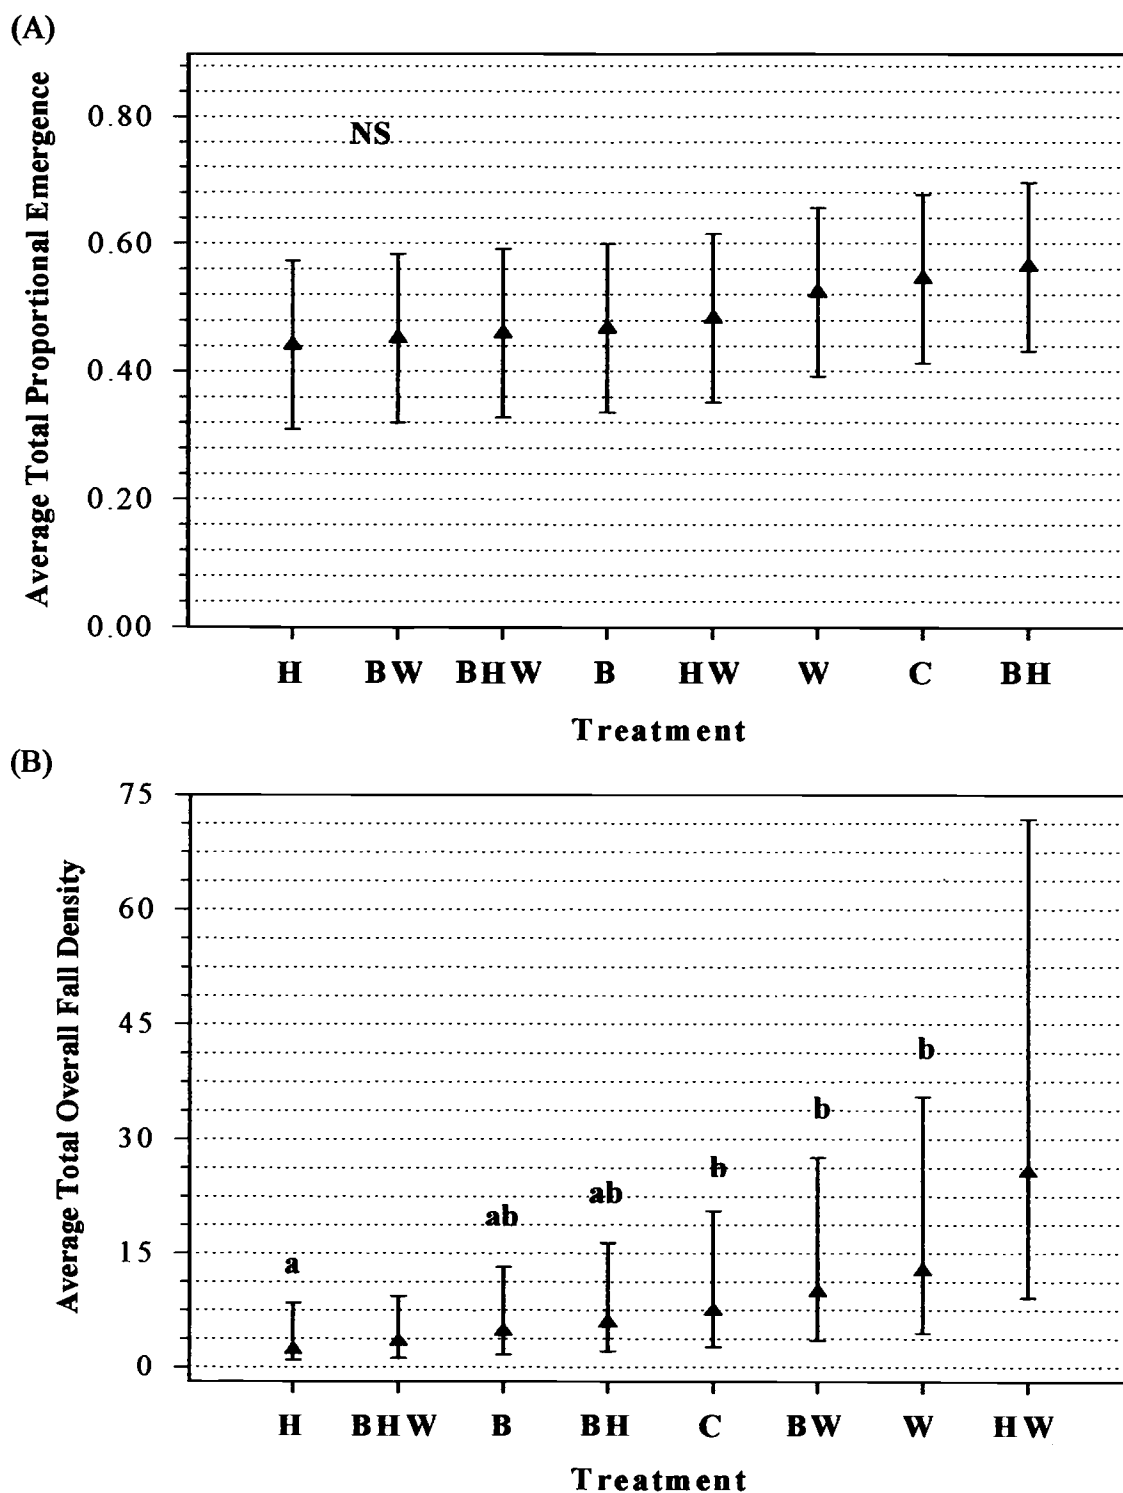 (A)
Average Total Proportional Emergence
0.80
0.60
0.40
0.20
0.00
NS
H BW BHW B HW W C BH
Treatment
(B)
Average Total Overall Fall Density
75
60
45
30
15
0
a ab ab b b b
H BHW B BH C BW W HW
Treatment